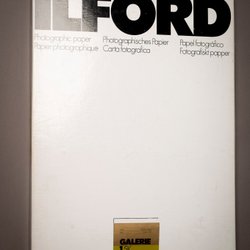 ILFORD
Photographic paper Photographisches Papier Papel fotográfico
Papier photographique Carta fotografica Fotografiskt papper
GALERIE